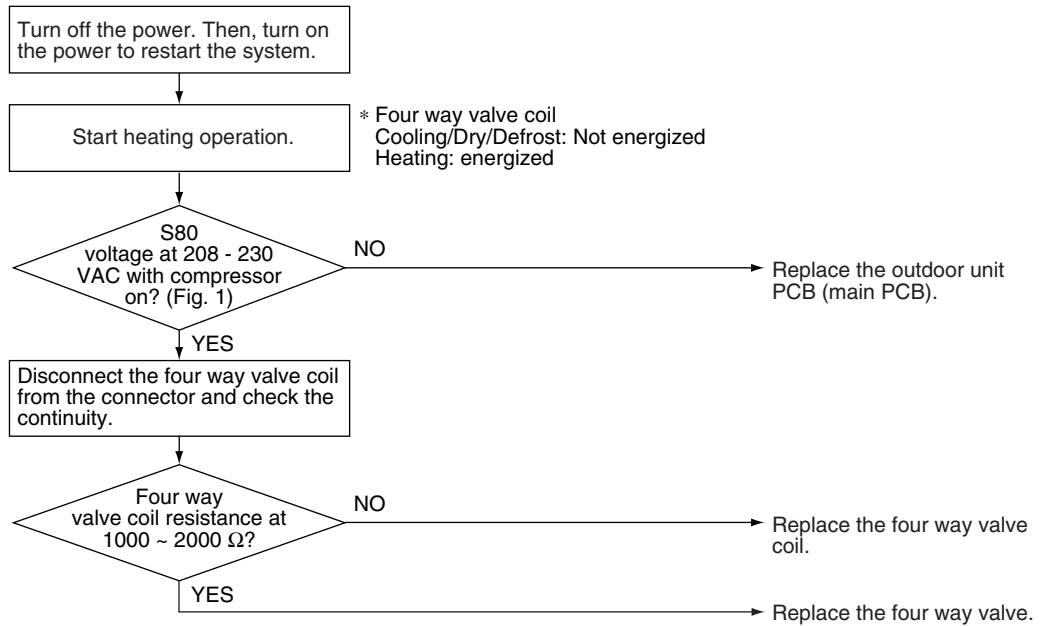 Turn off the power. Then, turn on
the power to restart the system.
Start heating operation.
* Four way valve coil
Cooling/Dry/Defrost: Not energized
Heating: energized
S80
voltage at 208 - 230
VAC with compressor
on? (Fig. 1)
NO
Replace the outdoor unit
PCB (main PCB).
YES
Disconnect the four way valve coil
from the connector and check the
continuity.
Four way
valve coil resistance at
1000 ~ 2000 Ω?
NO
Replace the four way valve
coil.
YES
Replace the four way valve.